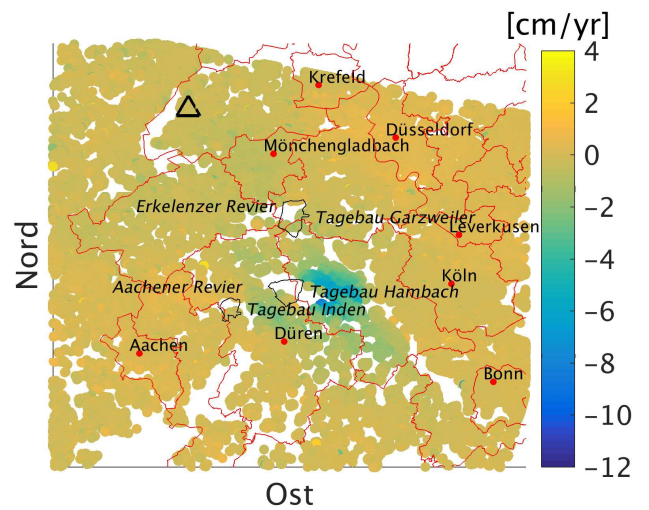 [cm/yr]
4
Krefeld
2
Düsseldorf
Mönchengladbach
0
Erkelenzer Revier
Tagebau Garzweiler
−2
Leverkusen
Nord
−4
Köln
Aachener Revier
Tagebau Hambach
−6
Tagebau Inden
Düren
Aachen
−8
Bonn
−10
−12
Ost